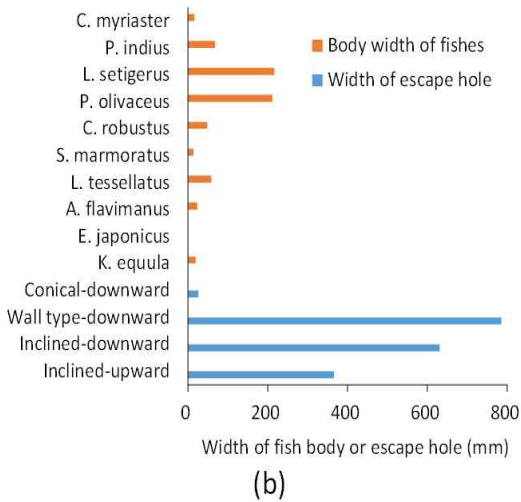 C. myriaster
P. indius
L. setigerus
P. olivaceus
C. robustus
S. marmoratus
L. tessellatus
A. flavimanus
E. japonicus
K. equula
Conical-downward
Wall type-downward
Inclined-downward
Inclined-upward
Body width of fishes
Width of escape hole
0 200 400 600 800
Width of fish body or escape hole (mm)
(b)